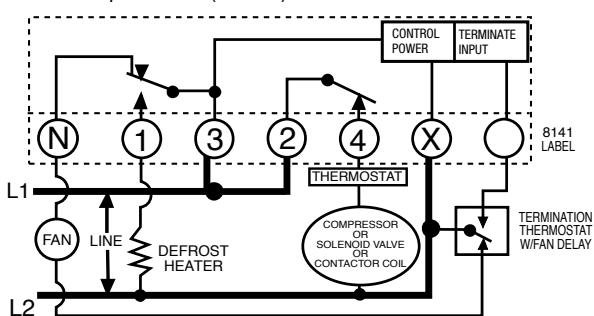 CONTROL
POWER
TERMINATE
INPUT
N
1
3
2
4
X
8141
LABEL
THERMOSTAT
L1
FAN
LINE
DEFROST
HEATER
COMPRESSOR
OR
SOLENOID VALVE
OR
CONTACTOR COIL
TERMINATION
THERMOSTAT
W/FAN DELAY
L2